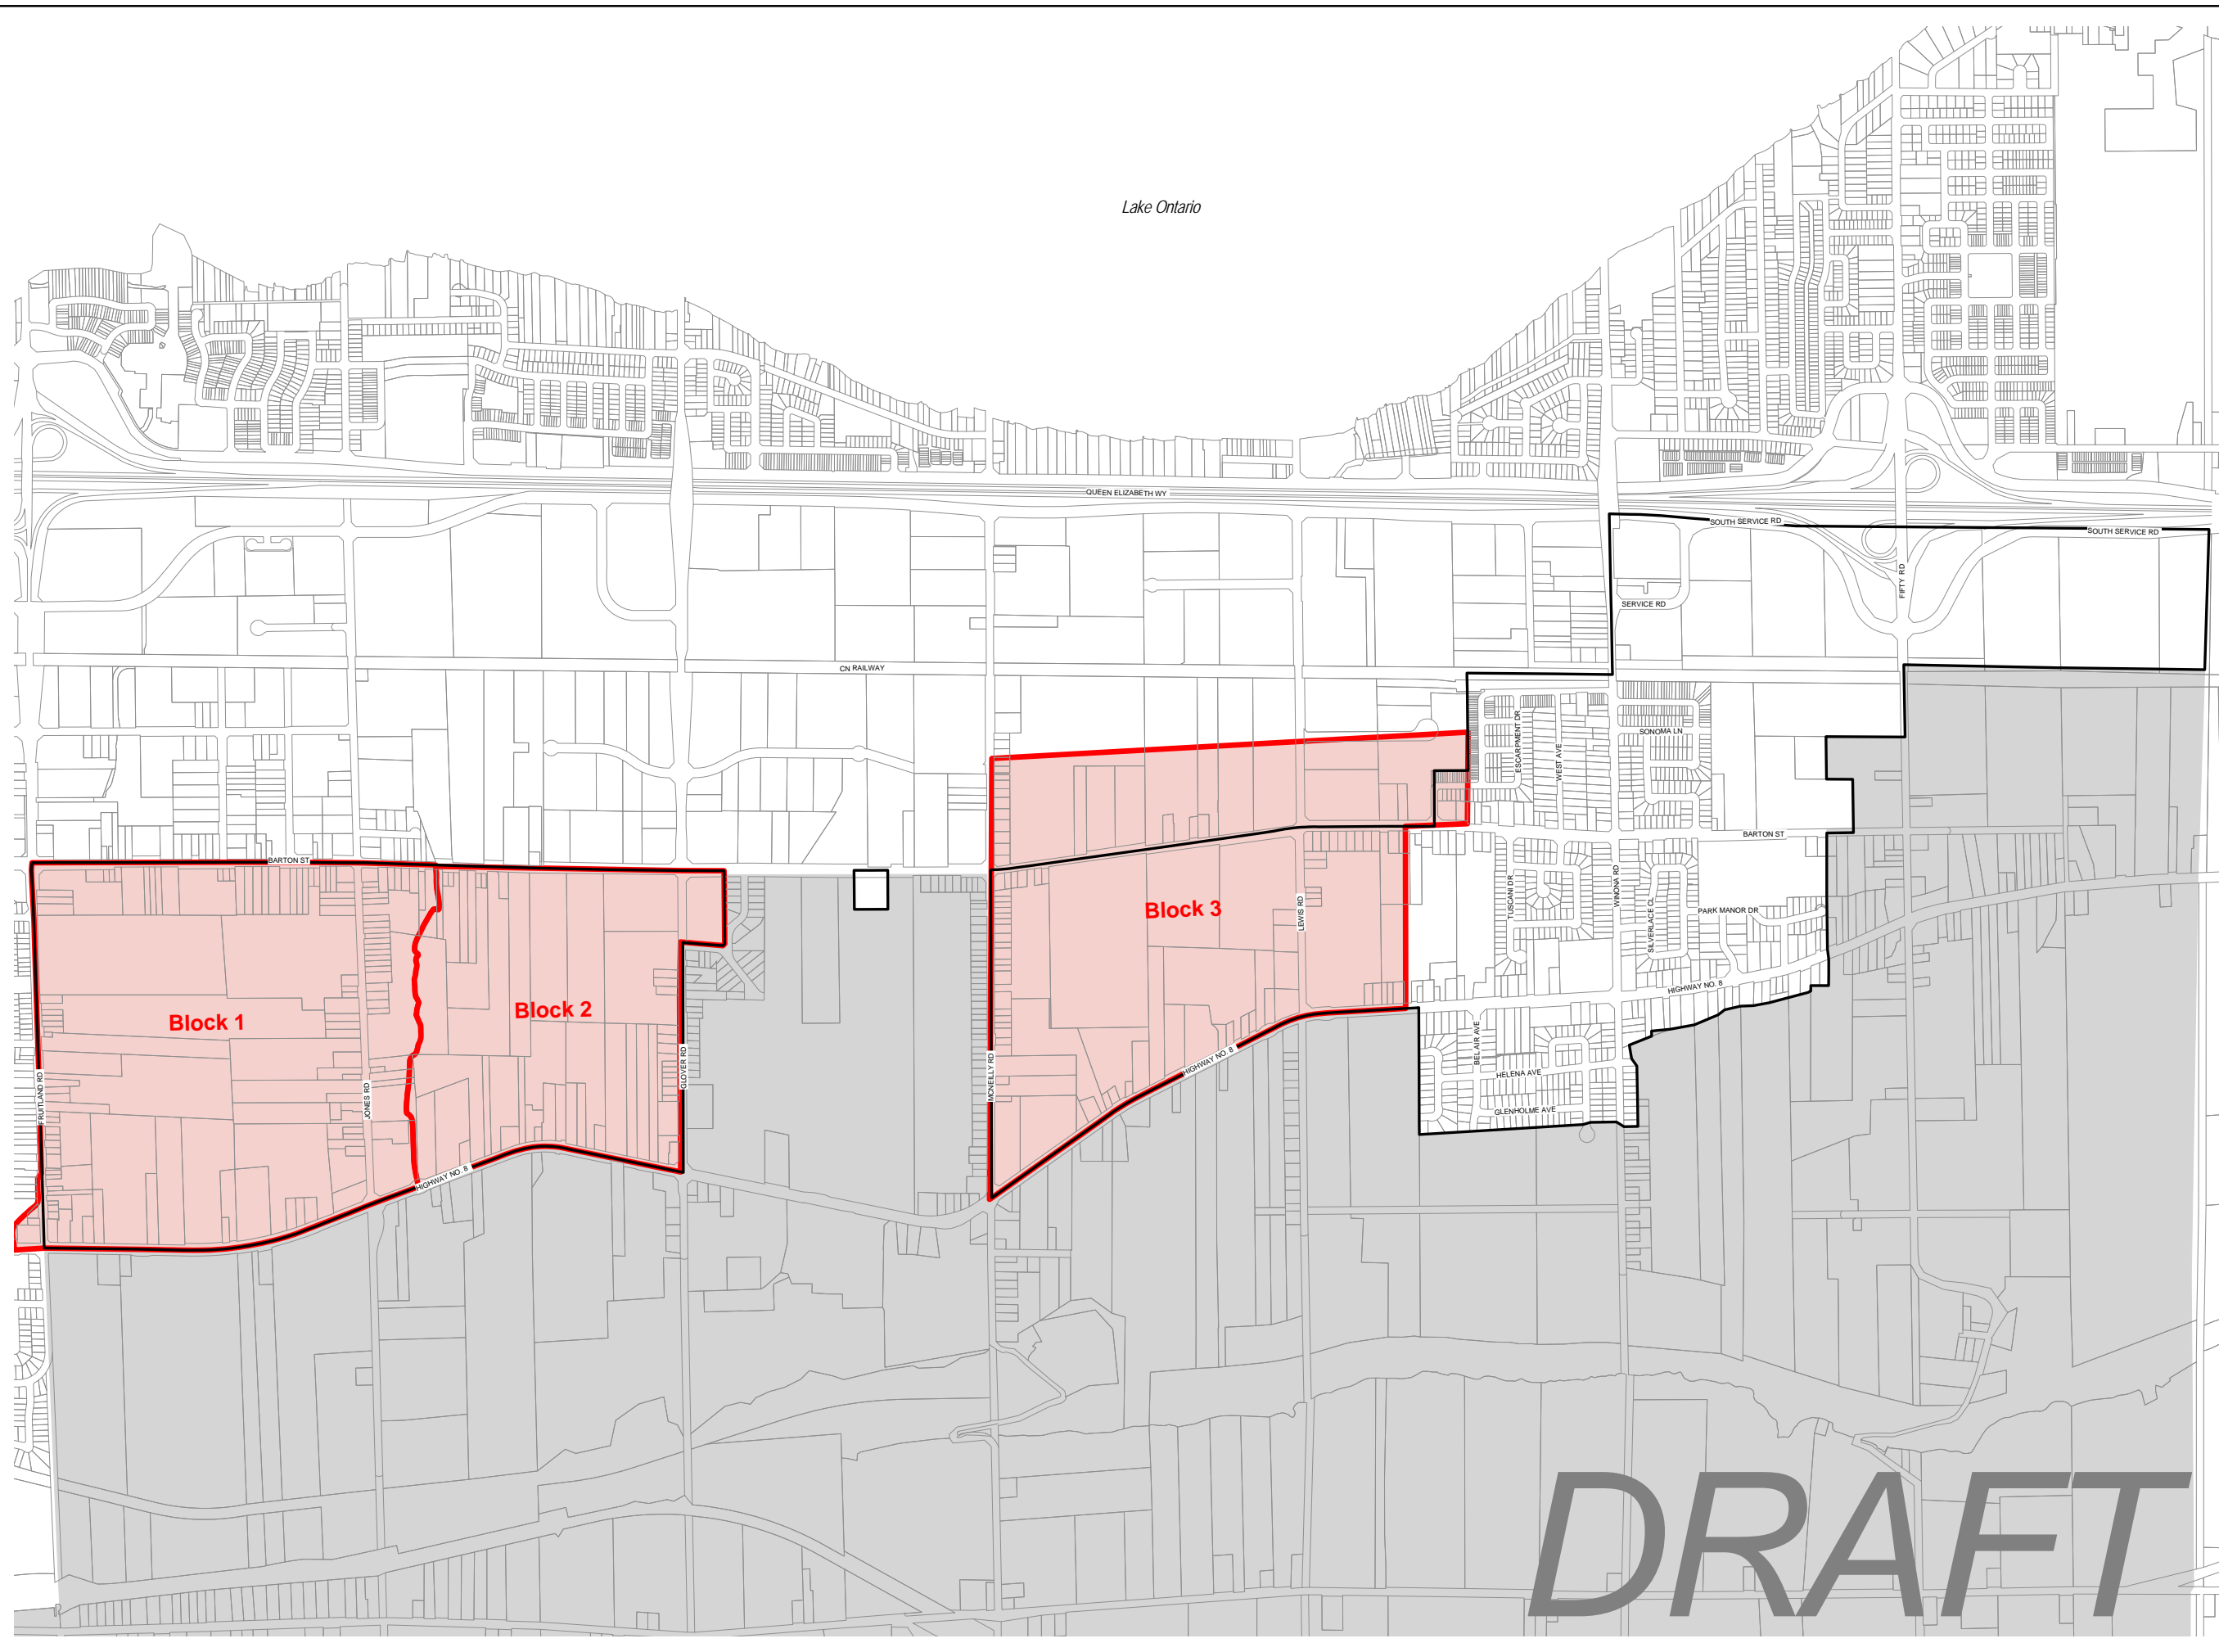 Lake Ontario
QUEEN ELIZABETH WY
SOUTH SERVICE RD
SOUTH SERVICE RD
FIFTY RD
SERVICE RD
CN RAILWAY
ESCARPMENT DR
WEST AVE
SONOMA LN
BARTON ST
BARTON ST
TUSCANI DR
WINONA RD
SILVERLACE CL
PARK MANOR DR
LEWIS RD
Block 3
HIGHWAY NO. 8
Block 2
Block 1
GLOVER RD
MCNEILLY RD
HIGHWAY NO. 8
BEL AIR AVE
HELENA AVE
FRUITLAND RD
JONES RD
GLENHOLME AVE
HIGHWAY NO. 8
DRAFT